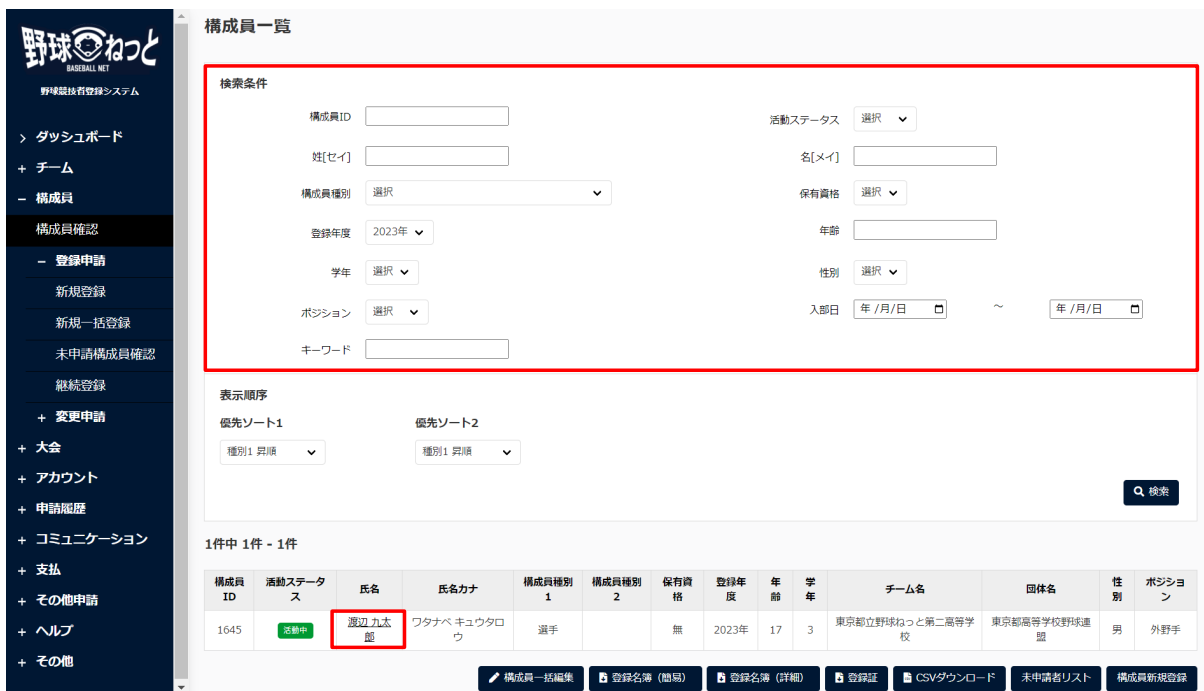 野球ねっと
BASEBALL NET
野球競技者登録システム
> ダッシュボード
+ チーム
− 構成員
構成員確認
− 登録申請
新規登録
新規一括登録
未申請構成員確認
継続登録
+ 変更申請
+ 大会
+ アカウント
+ 申請履歴
+ コミュニケーション
+ 支払
+ その他申請
+ ヘルプ
+ その他
構成員一覧
検索条件
構成員ID 活動ステータス 選択
姓[セイ] 名[メイ]
構成員種別 選択 保有資格 選択
登録年度 2023年 年齢
学年 選択 性別 選択
ポジション 選択 入部日 年 /月/日 ～ 年 /月/日
キーワード
表示順序
優先ソート1 優先ソート2
種別1 昇順 種別1 昇順
検索
1件中 1件 - 1件
構成員 活動ステータ 氏名 氏名カナ 構成員種別 構成員種別 保有資 登録年 年 学 チーム名 団体名 性 ポジショ
ID ス 1 2 格 度 齢 年 別 ン
1645 活動中 渡辺 九太 ワタナベ キュウタロ 選手 無 2023年 17 3 東京都立野球ねっと第二高等学 東京都高等学校野球連 男 外野手
郎 ウ 校 盟
構成員一括編集 登録名簿（簡易） 登録名簿（詳細） 登録証 CSVダウンロード 未申請者リスト 構成員新規登録